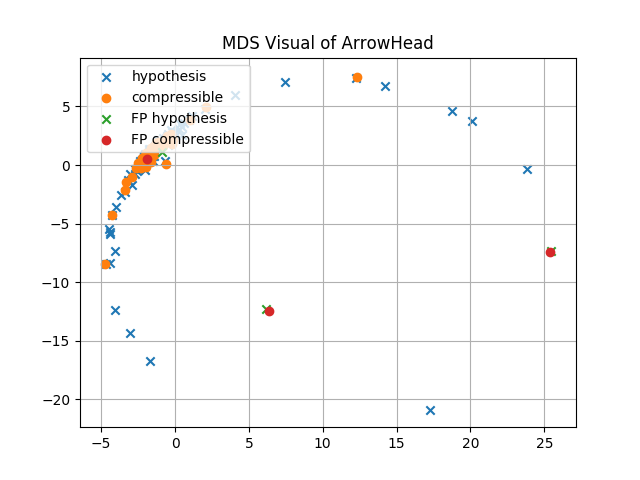 MDS Visual of ArrowHead
hypothesis
compressible
FP hypothesis
FP compressible
5
0
−5
−10
−15
−20
−5 0 5 10 15 20 25